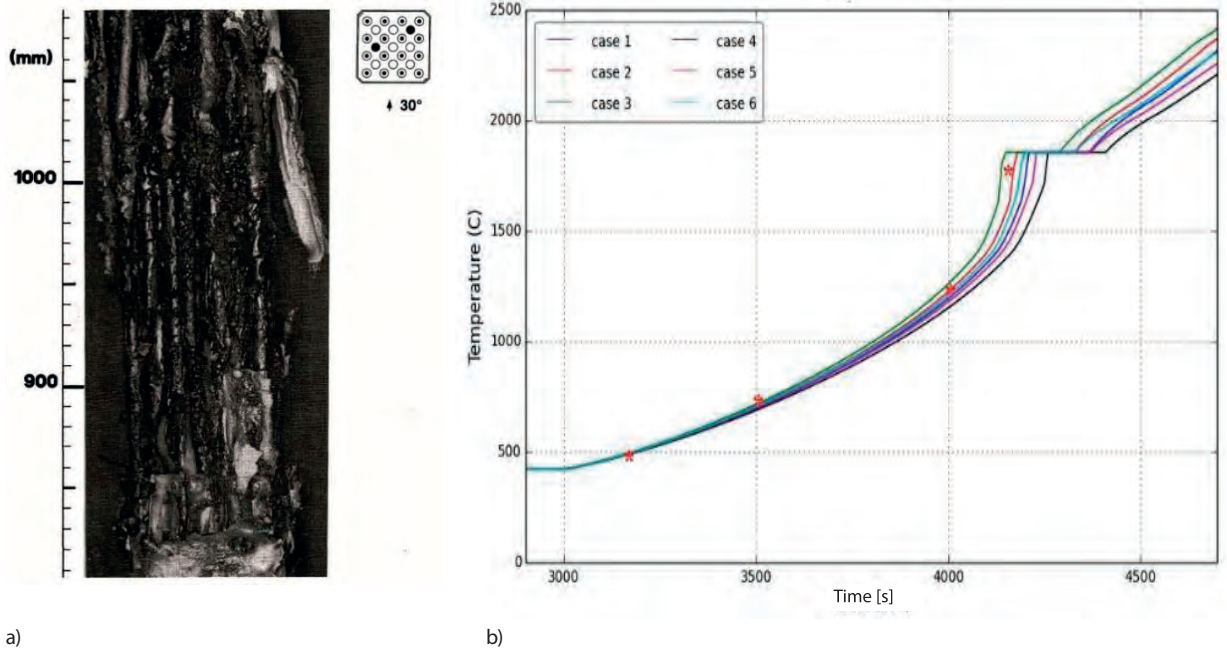 (mm)
1000
900
30°
a)
2500
2000
1500
1000
500
0
Temperature (C)
case 1
case 2
case 3
case 4
case 5
case 6
3000
3500
4000
4500
Time [s]
b)